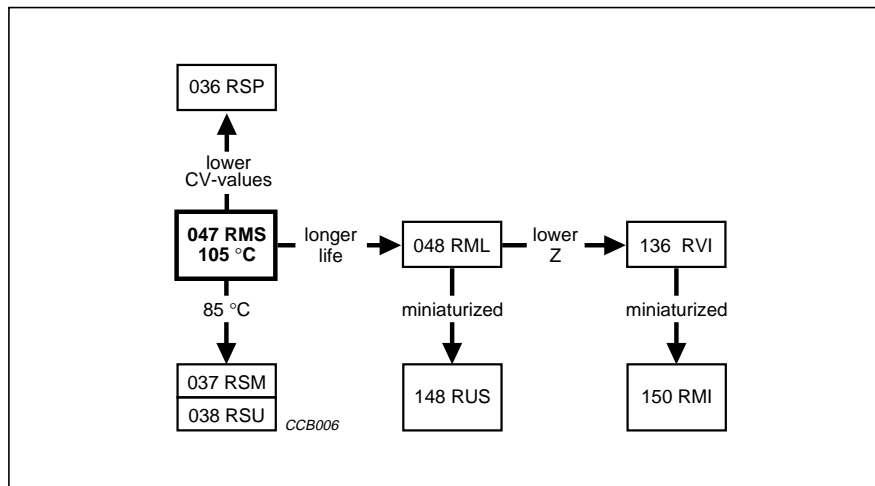 036 RSP
lower
CV-values
047 RMS
105 °C
longer
life
048 RML
lower
Z
136 RVI
85 °C
miniaturized
miniaturized
037 RSM
038 RSU
CCB006
148 RUS
150 RMI